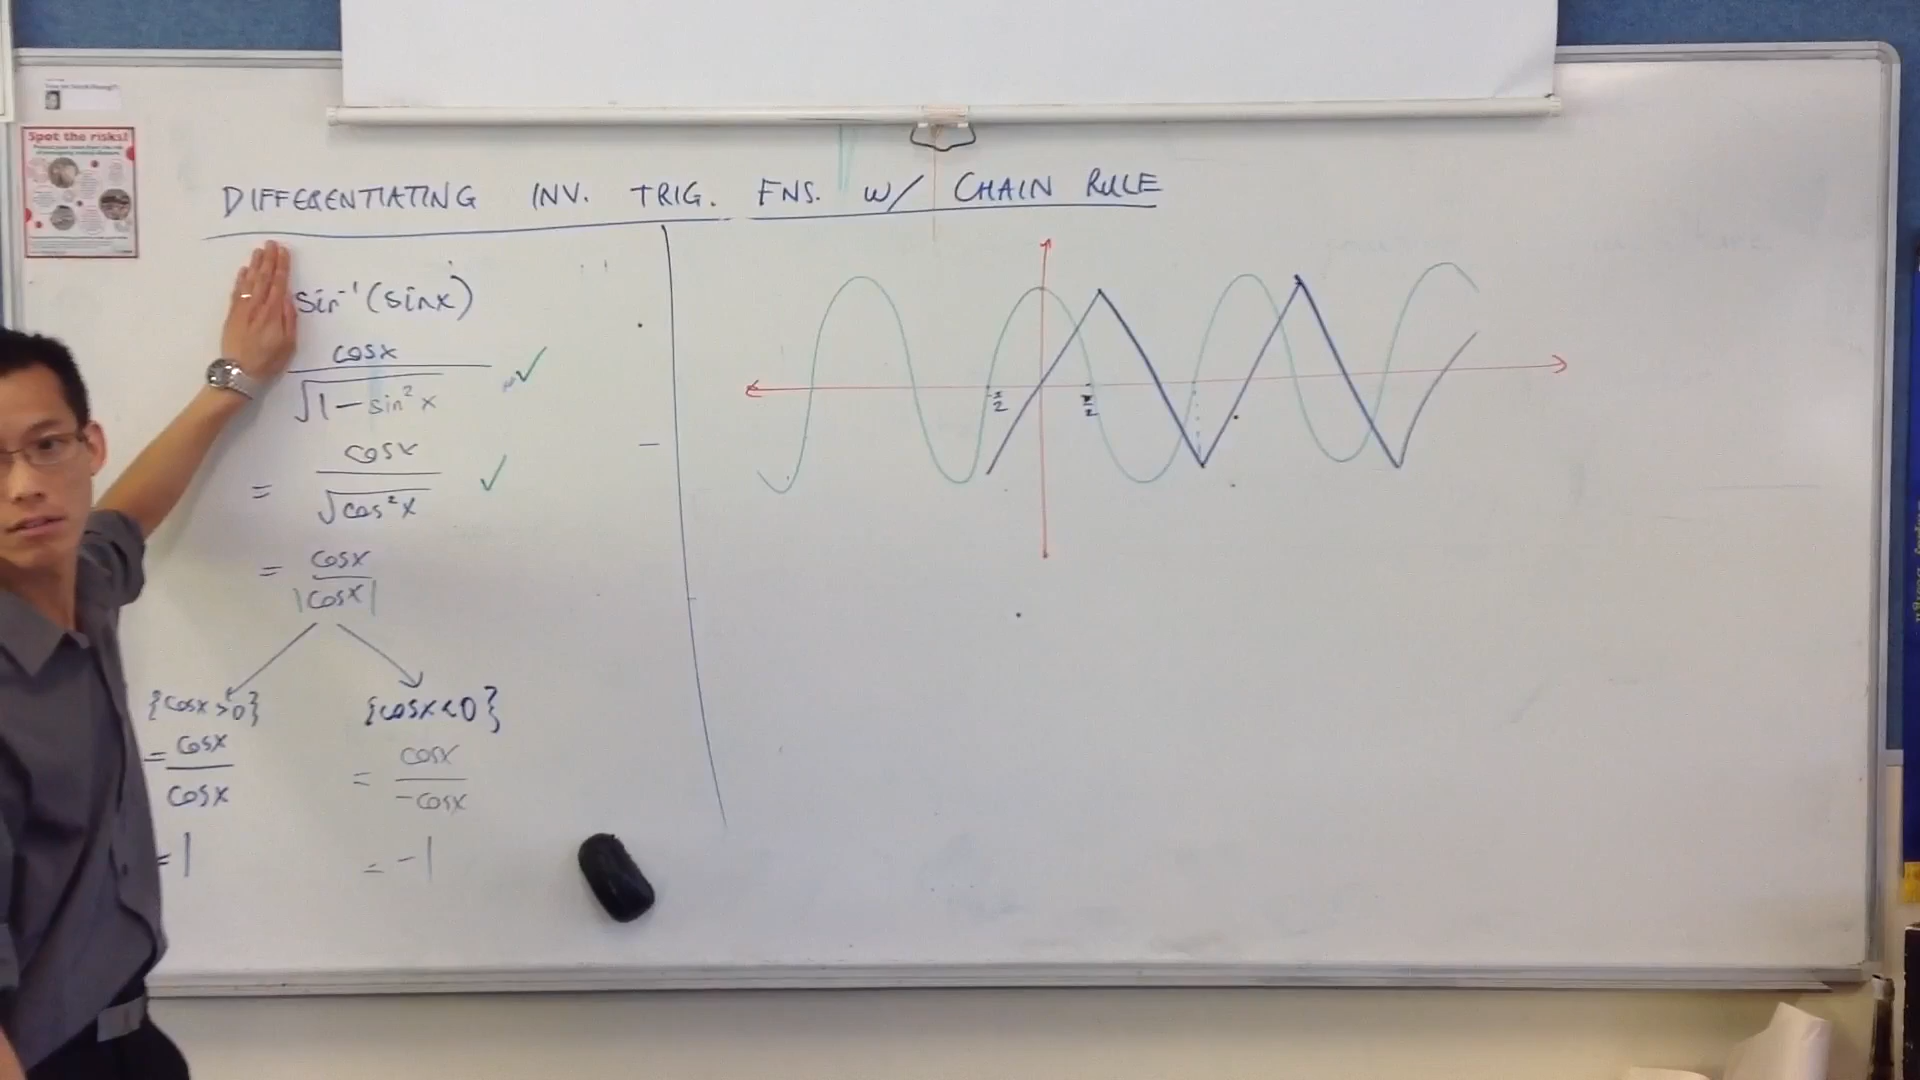 Spot the risks!
DIFFERENTIATING INV. TRIG. FNS. W/ CHAIN RULE
sin⁻¹(sinx)
cosx
√1-sin²x ✓
= cosx
√cos²x ✓
= cosx
|cosx|
{cosx>0} {cosx<0}
= cosx
cosx
= cosx
-cosx
= 1
= -1
π
2
π
2